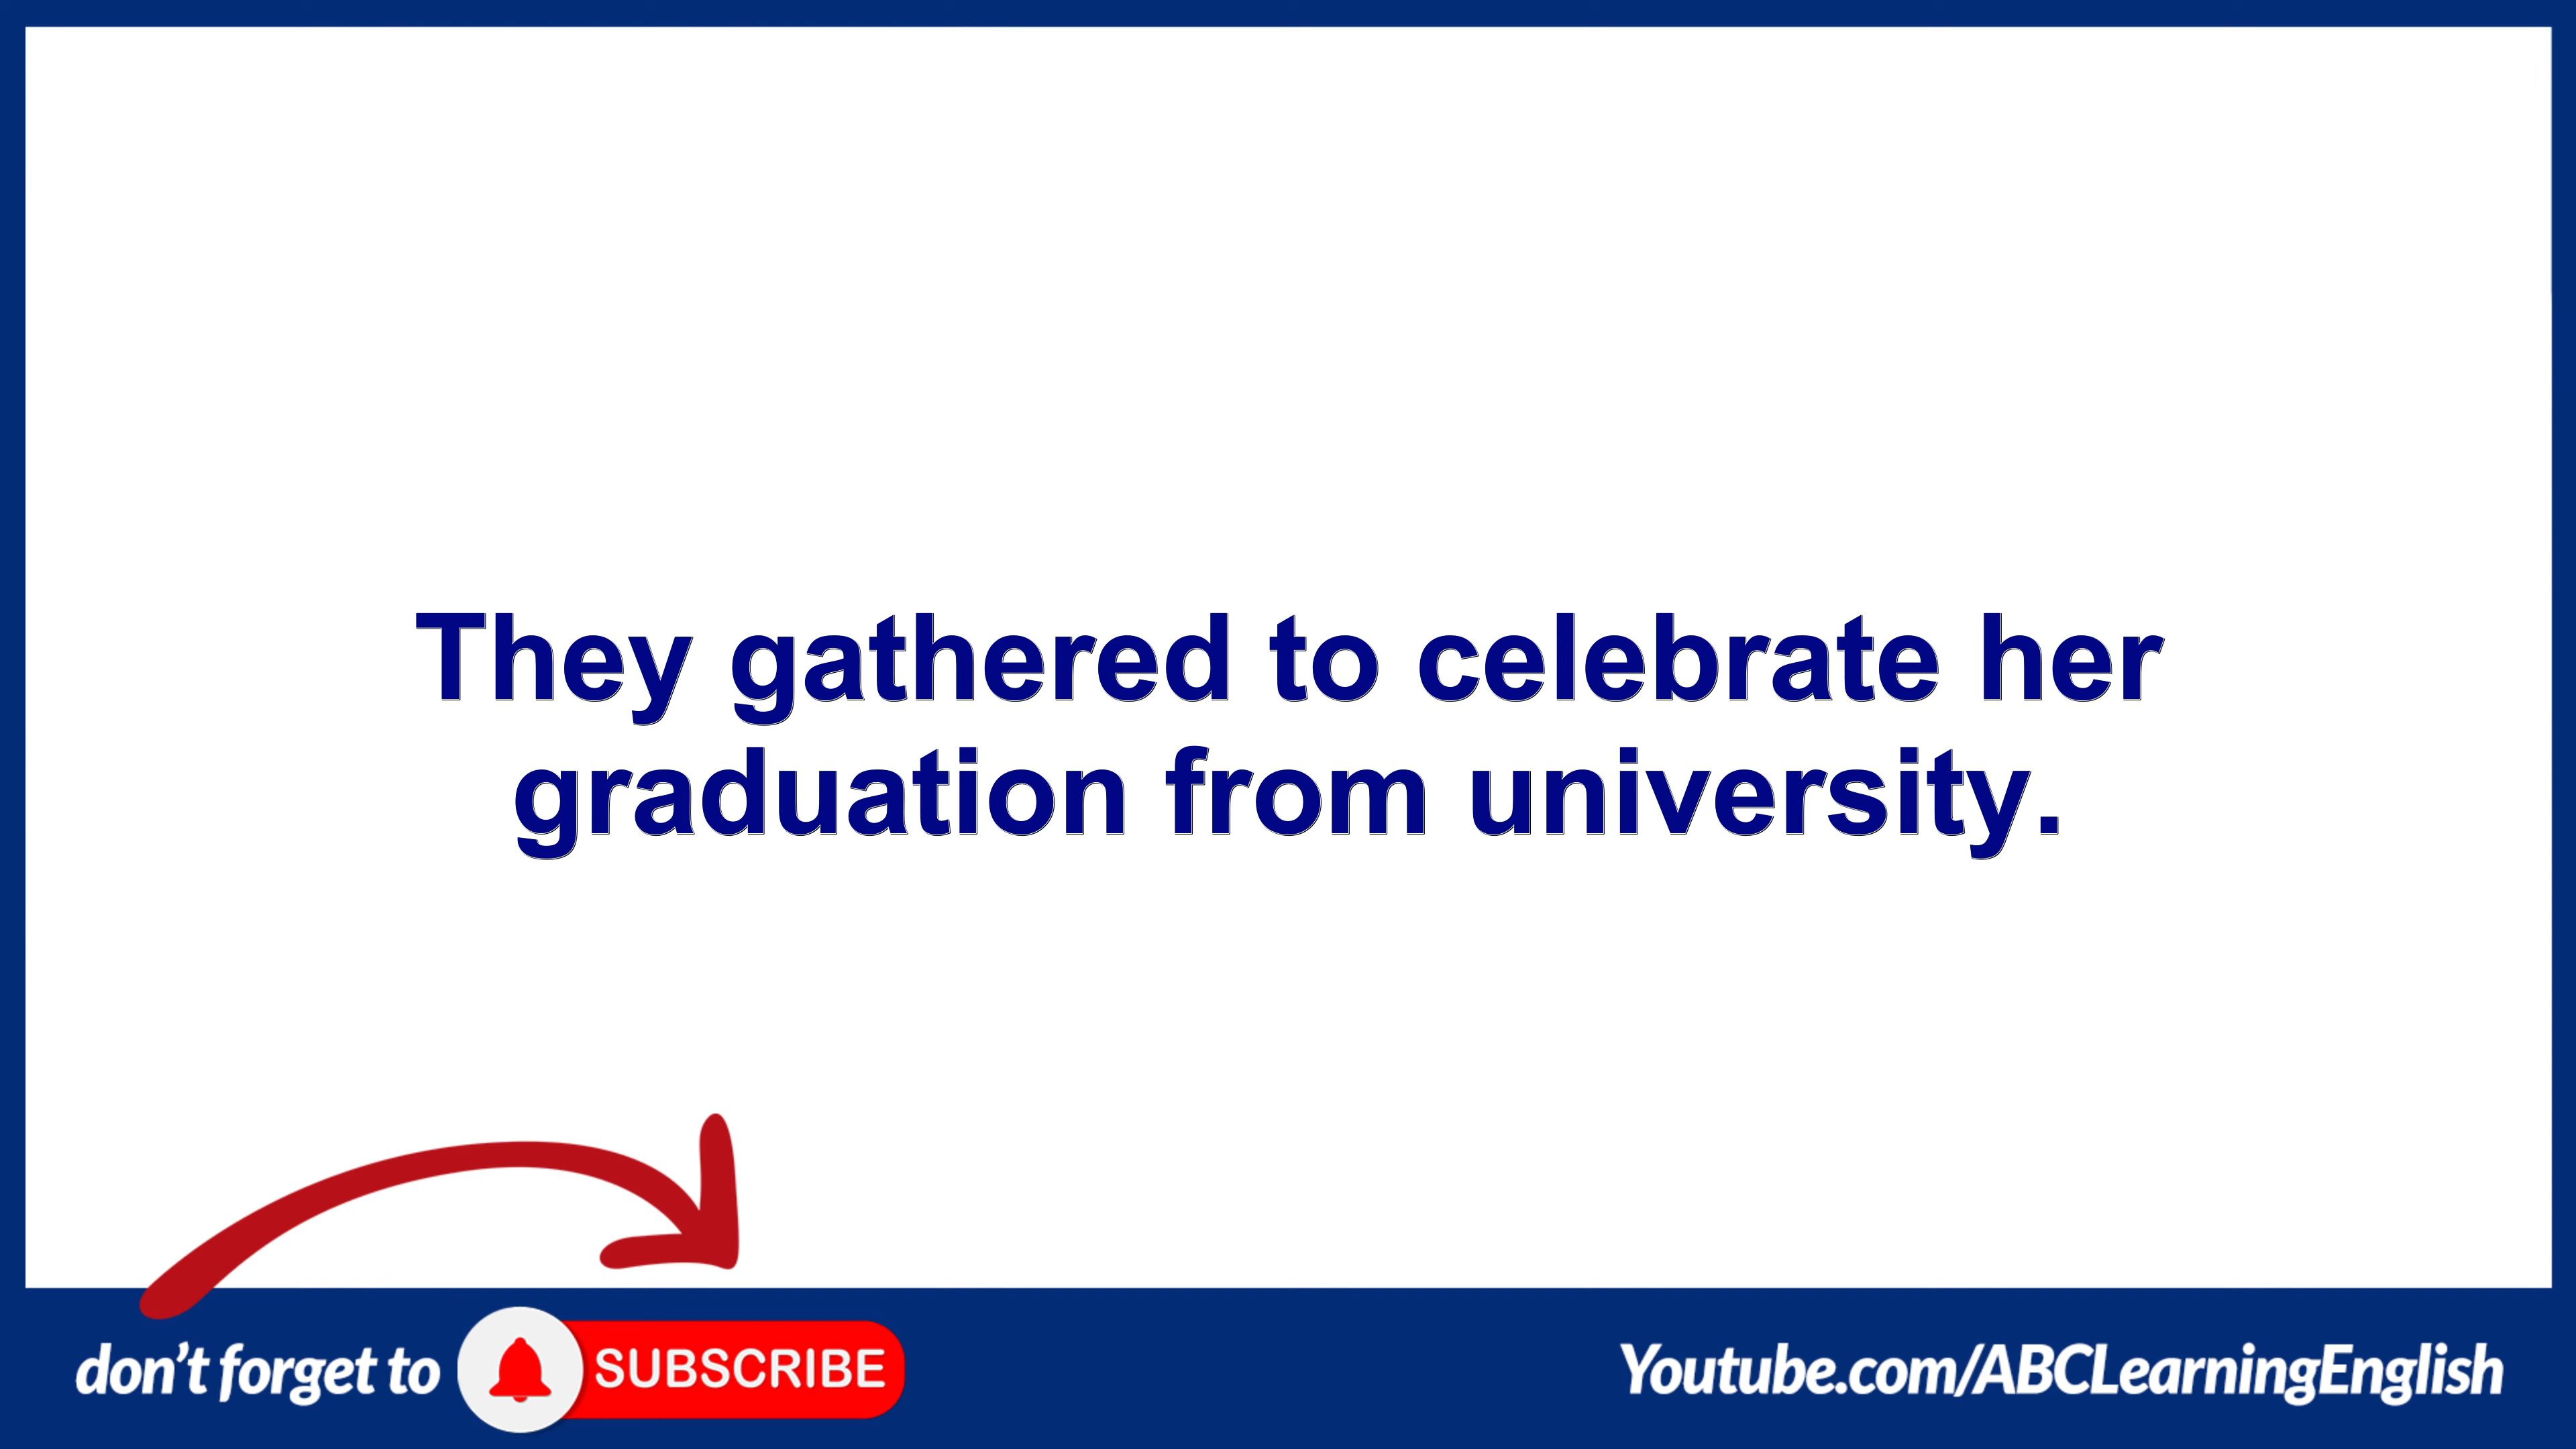 They gathered to celebrate her
graduation from university.
don't forget to SUBSCRIBE
Youtube.com/ABCLearningEnglish